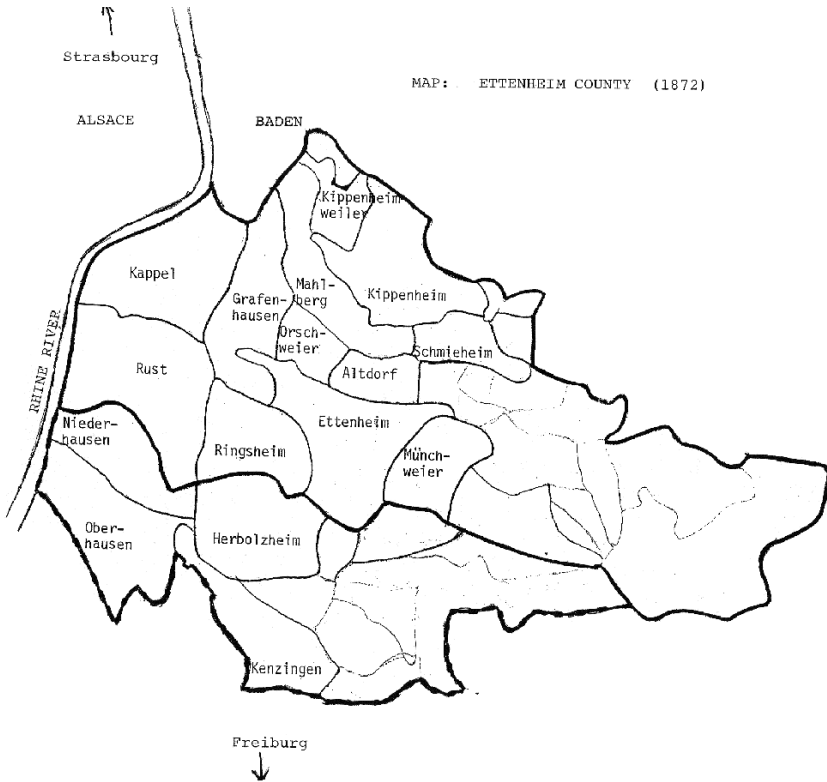 Strasbourg
MAP: ETTENHEIM COUNTY (1872)
ALSACE
BADEN
Kippenheim-
weiler
Kappel
Mahl-
berg
Kippenheim
Grafen-
hausen
Orsch-
weier
Schmieheim
Altdorf
Rust
RHINE RIVER
Nieder-
hausen
Ettenheim
Ringsheim
Münch-
weier
Ober-
hausen
Herbolzheim
Kenzingen
Freiburg